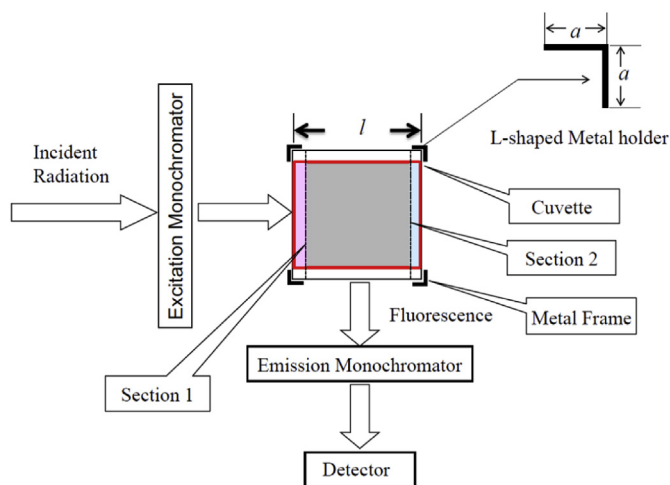 a
a
L-shaped Metal holder
l
Incident
Radiation
Excitation Monochromator
Cuvette
Section 2
Metal Frame
Fluorescence
Emission Monochromator
Section 1
Detector